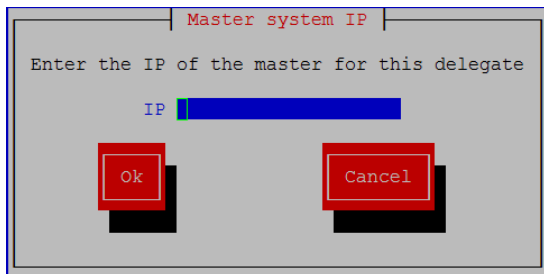 Master system IP
Enter the IP of the master for this delegate
IP
Ok Cancel